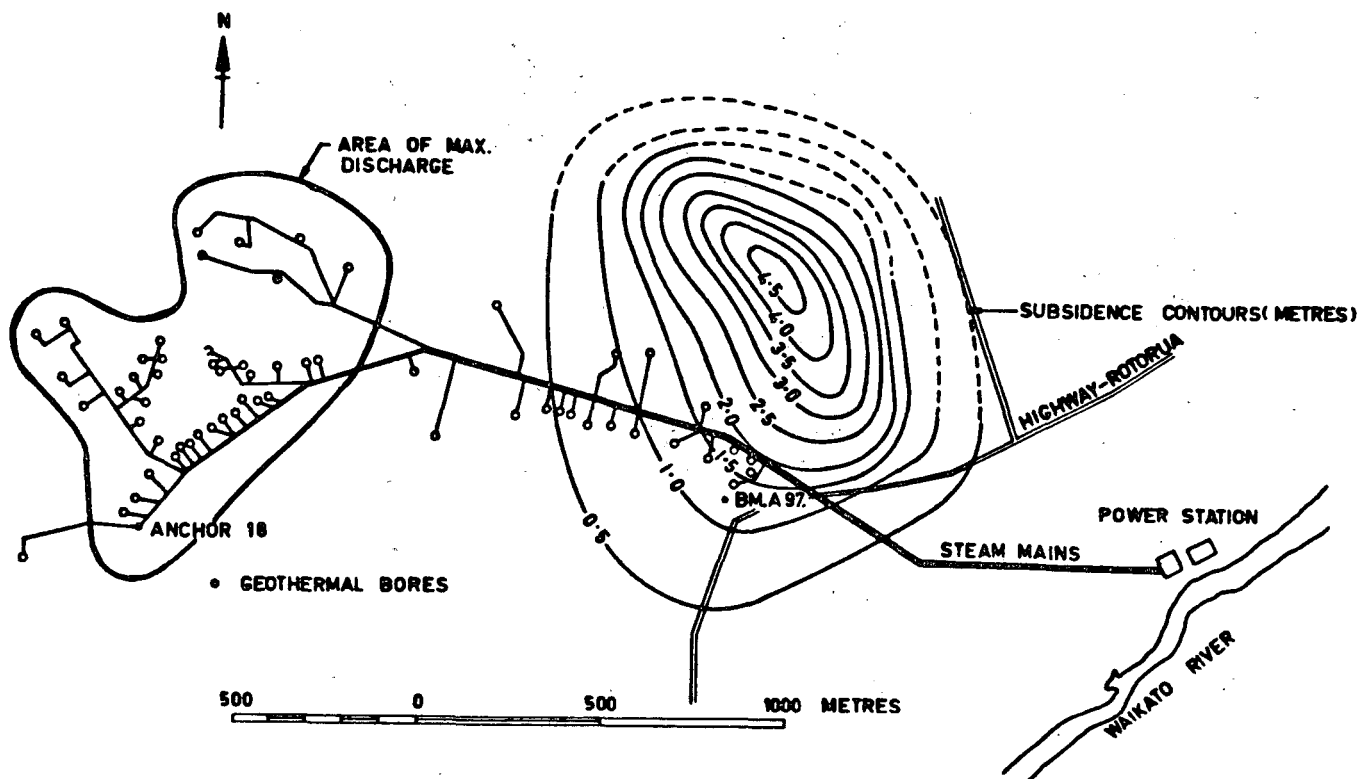 N
AREA OF MAX.
DISCHARGE
4.5
4.0
3.5
3.0
2.5
2.0
1.5
1.0
0.5
SUBSIDENCE CONTOURS(METRES)
HIGHWAY-ROTORUA
BM.A 97.
ANCHOR 18
POWER STATION
STEAM MAINS
GEOTHERMAL BORES
WAIKATO RIVER
500 0 500 1000 METRES